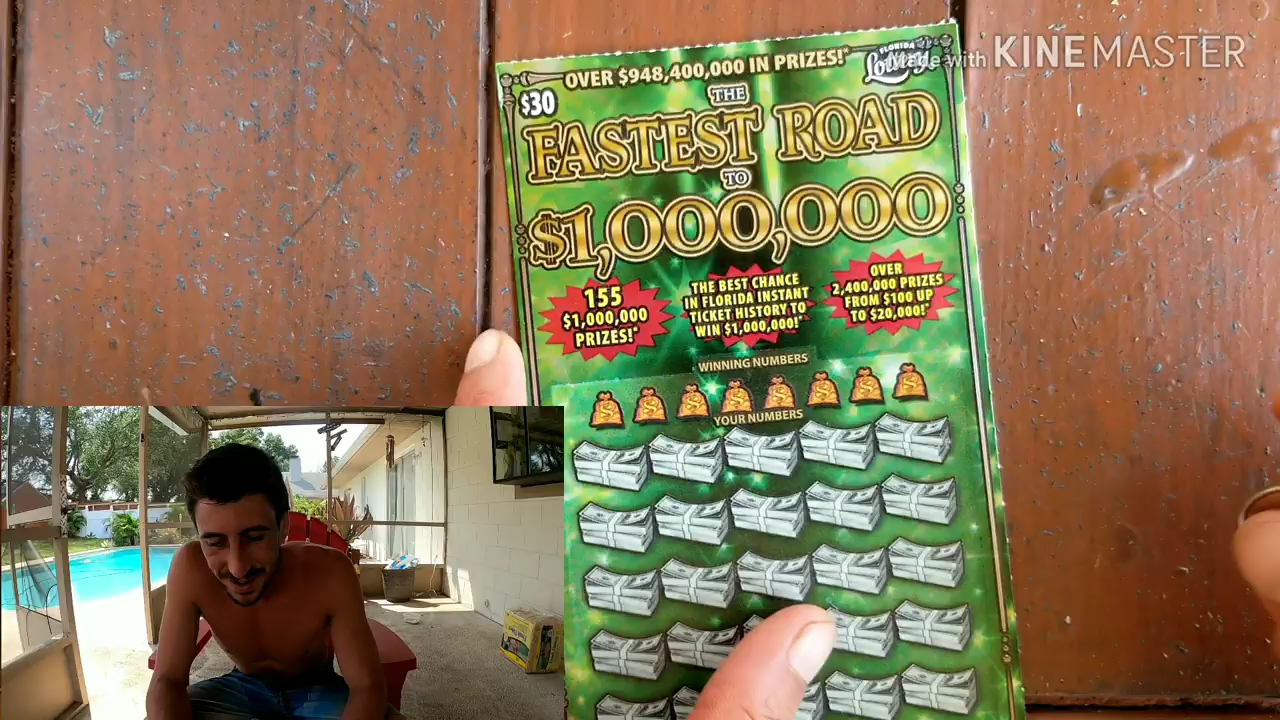 Made with KINEMASTER
OVER $948,400,000 IN PRIZES!*
FLORIDA
Lottery
$30
THE
FASTEST ROAD
TO
$1,000,000
155
$1,000,000
PRIZES!*
THE BEST CHANCE
IN FLORIDA INSTANT
TICKET HISTORY TO
WIN $1,000,000!*
OVER
2,400,000 PRIZES
FROM $100 UP
TO $20,000!*
WINNING NUMBERS
YOUR NUMBERS